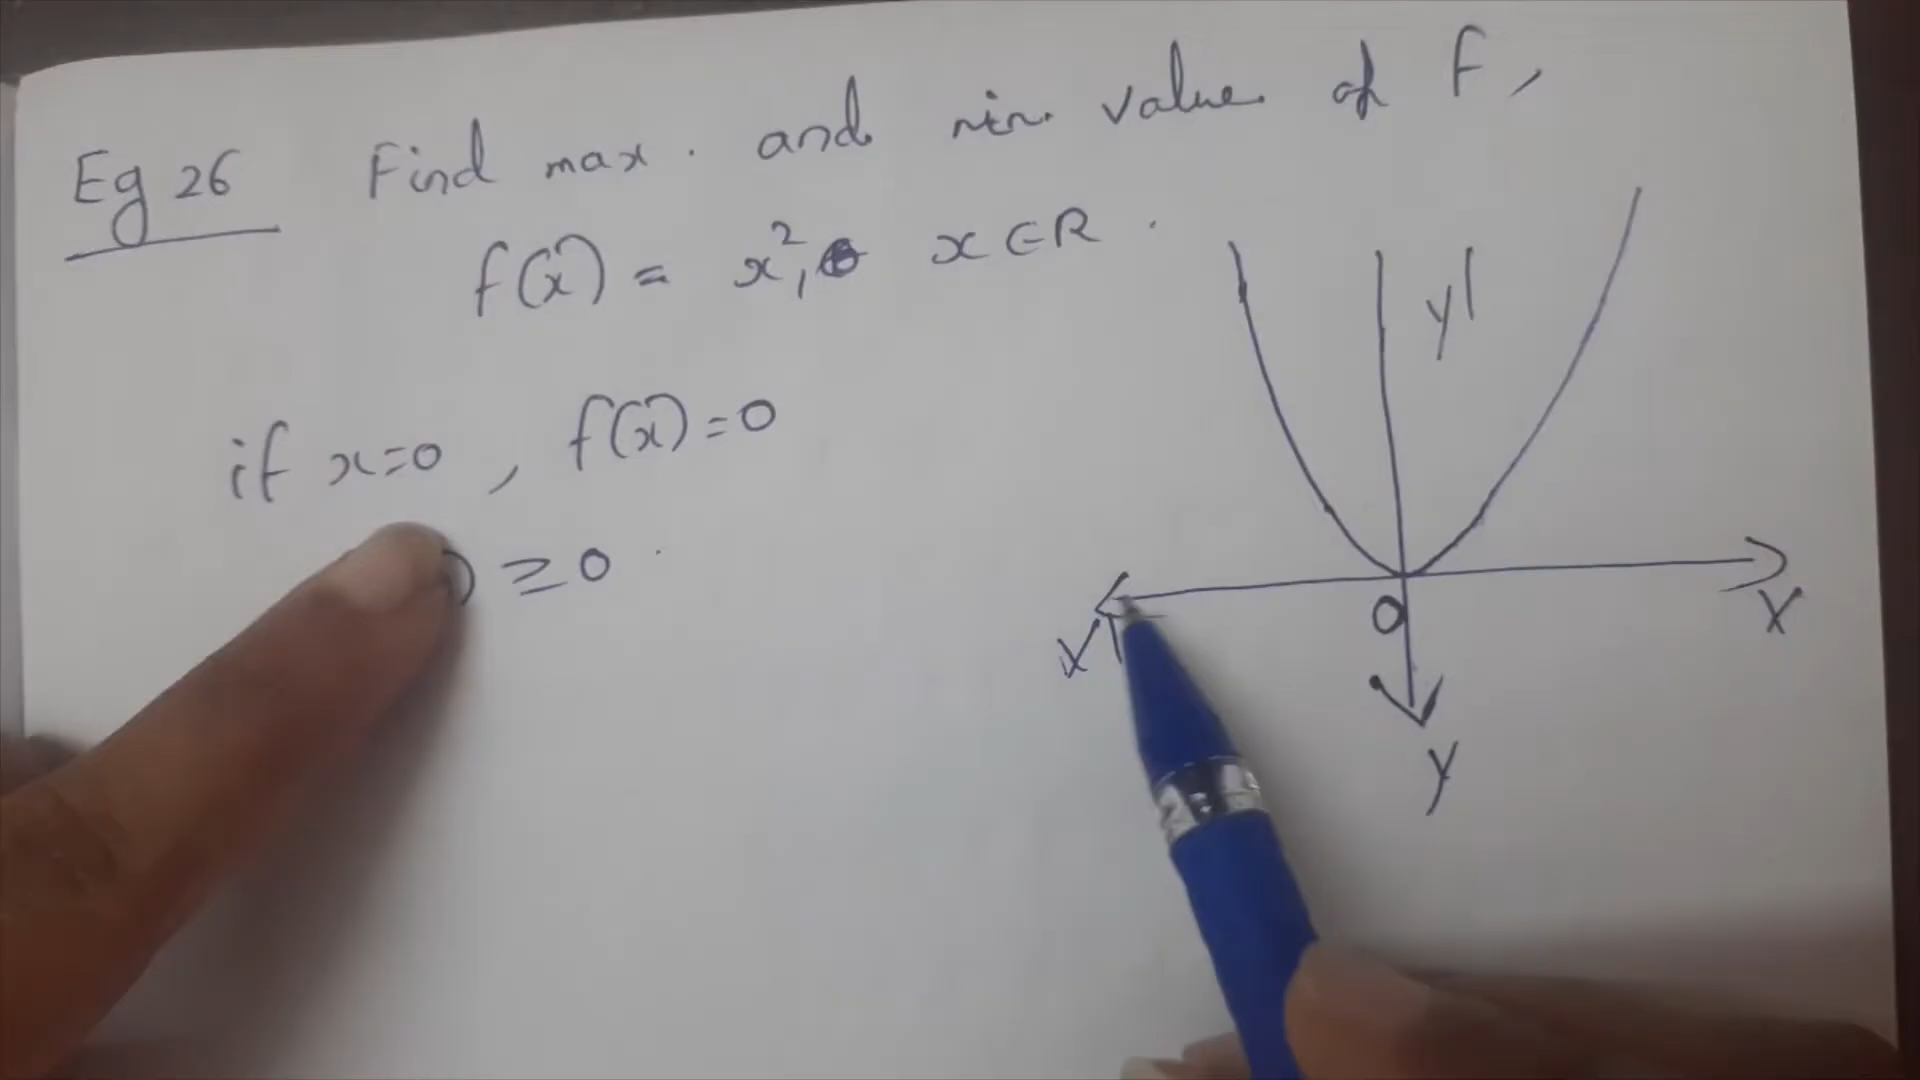 Eg 26 Find max. and min. value of f,
f(x) = x², x ∈ R.
if x=0, f(x)=0
) ≥ 0.
y|
X'
O
X
y